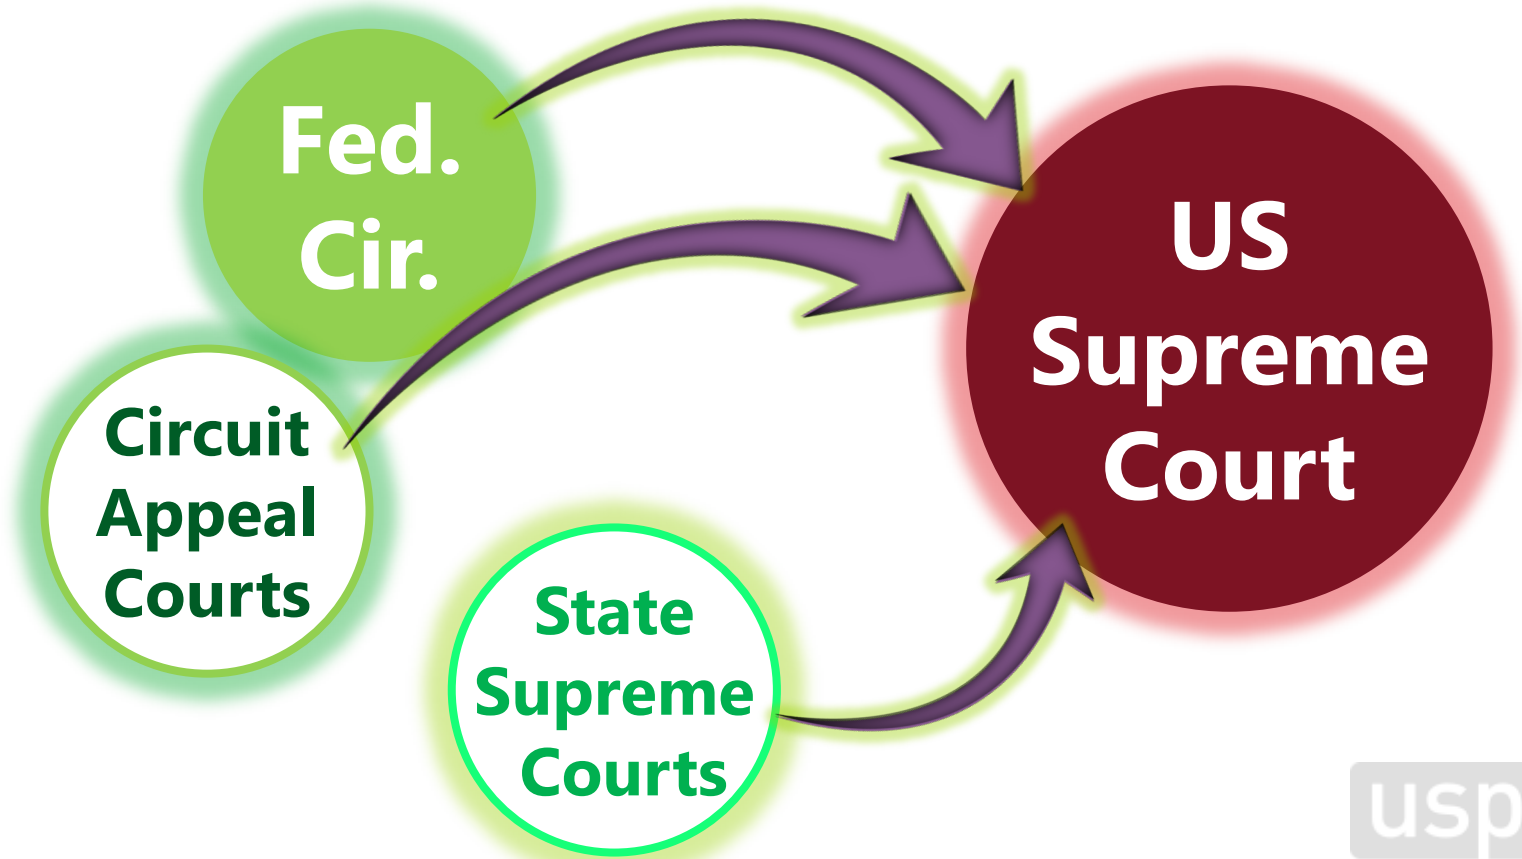 Fed.
Cir.
US
Supreme
Court
Circuit
Appeal
Courts
State
Supreme
Courts
usp